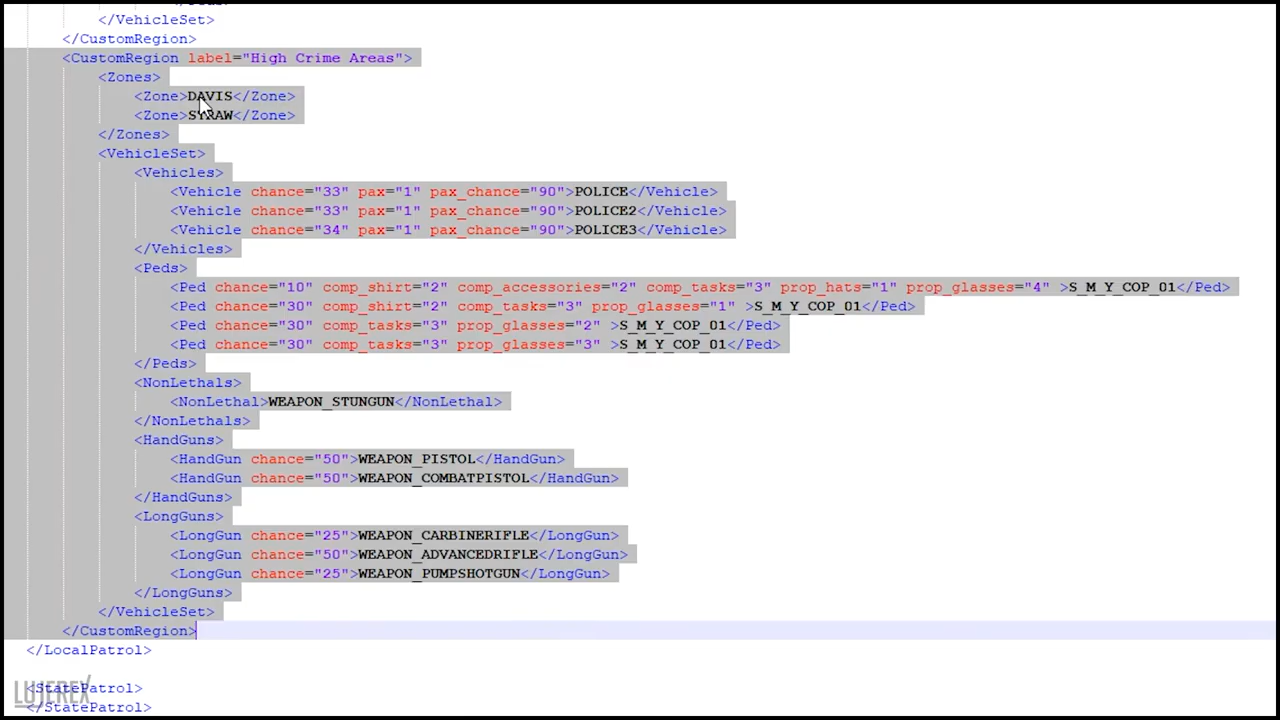 </VehicleSet>
</CustomRegion>
<CustomRegion label="High Crime Areas">
<Zones>
<Zone>DAVIS</Zone>
<Zone>STRAW</Zone>
</Zones>
<VehicleSet>
<Vehicles>
<Vehicle chance="33" pax="1" pax_chance="90">POLICE</Vehicle>
<Vehicle chance="33" pax="1" pax_chance="90">POLICE2</Vehicle>
<Vehicle chance="34" pax="1" pax_chance="90">POLICE3</Vehicle>
</Vehicles>
<Peds>
<Ped chance="10" comp_shirt="2" comp_accessories="2" comp_tasks="3" prop_hats="1" prop_glasses="4" >S_M_Y_COP_01</Ped>
<Ped chance="30" comp_shirt="2" comp_tasks="3" prop_glasses="1" >S_M_Y_COP_01</Ped>
<Ped chance="30" comp_tasks="3" prop_glasses="2" >S_M_Y_COP_01</Ped>
<Ped chance="30" comp_tasks="3" prop_glasses="3" >S_M_Y_COP_01</Ped>
</Peds>
<NonLethals>
<NonLethal>WEAPON_STUNGUN</NonLethal>
</NonLethals>
<HandGuns>
<HandGun chance="50">WEAPON_PISTOL</HandGun>
<HandGun chance="50">WEAPON_COMBATPISTOL</HandGun>
</HandGuns>
<LongGuns>
<LongGun chance="25">WEAPON_CARBINERIFLE</LongGun>
<LongGun chance="50">WEAPON_ADVANCEDRIFLE</LongGun>
<LongGun chance="25">WEAPON_PUMPSHOTGUN</LongGun>
</LongGuns>
</VehicleSet>
</CustomRegion>
</LocalPatrol>
<StatePatrol>
LUJEREX
</StatePatrol>